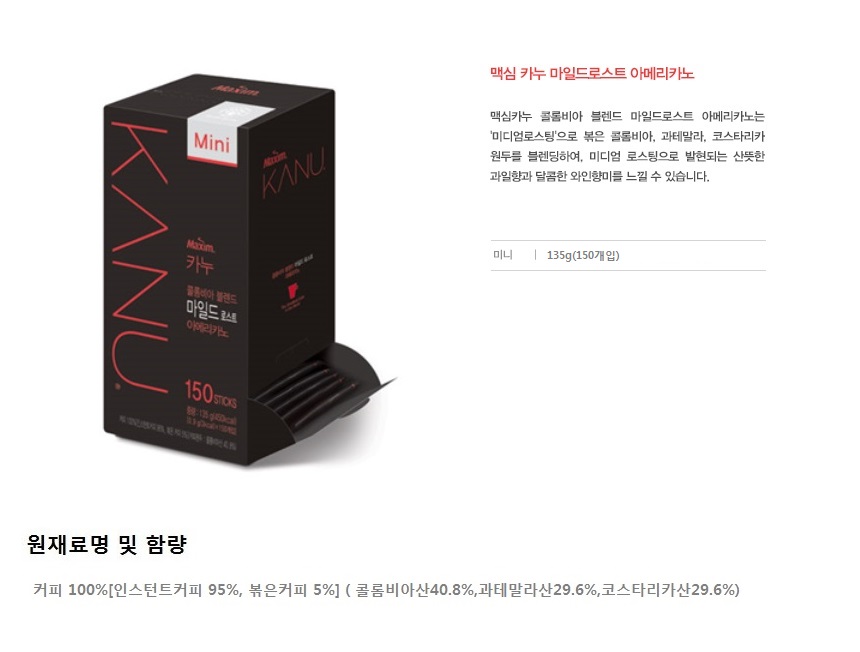 맥심 카누 마일드로스트 아메리카노
맥심카누 콜롬비아 블렌드 마일드로스트 아메리카노는
'미디엄로스팅'으로 볶은 콜롬비아, 과테말라, 코스타리카
원두를 블렌딩하여, 미디엄 로스팅으로 발현되는 산뜻한
과일향과 달콤한 와인향미를 느낄 수 있습니다.
미니 | 135g(150개입)
Maxim.
Mini
KANU
Maxim.
KANU
Maxim.
카누
콜롬비아 블렌드
마일드 로스트
아메리카노
150 STICKS
원재료명 및 함량
커피 100%[인스턴트커피 95%, 볶은커피 5%] ( 콜롬비아산40.8%,과테말라산29.6%,코스타리카산29.6%)